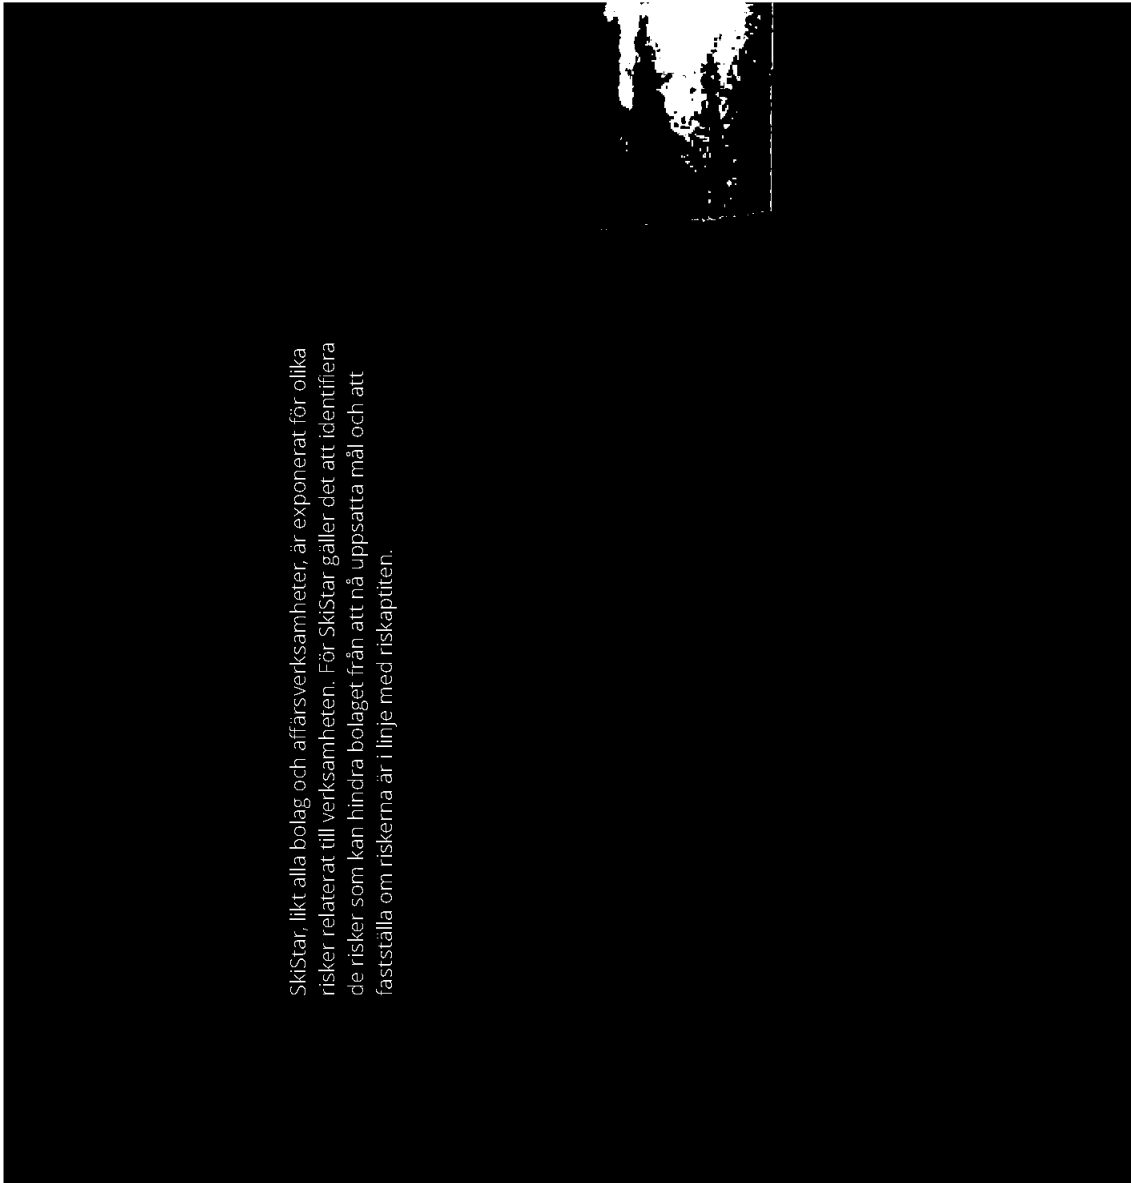 SkiStar, likt alla bolag och affärsverksamheter, är exponerat för olika
risker relaterat till verksamheten. För SkiStar gäller det att identifiera
de risker som kan hindra bolaget från att nå uppsatta mål och att
fastställa om riskerna är i linje med riskaptiten.